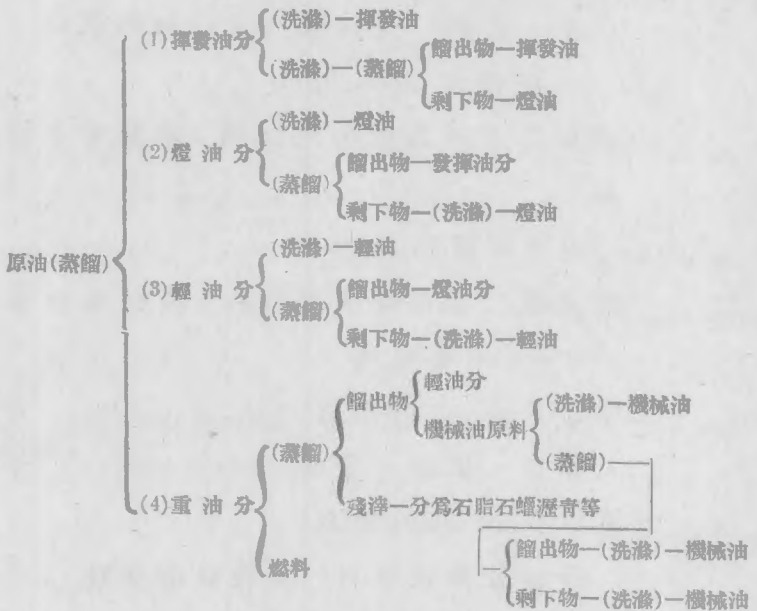 (洗滌)—揮發油
(1)揮發油分
餾出物—揮發油
(洗滌)—(蒸餾)
剩下物—燈油
(洗滌)—燈油
(2)燈油分
餾出物—發揮油分
(蒸餾)
剩下物—(洗滌)—燈油
原油(蒸餾)
(洗滌)—輕油
(3)輕油分
餾出物—燈油分
(蒸餾)
剩下物—(洗滌)—輕油
輕油分
餾出物
(洗滌)—機械油
機械油原料
(蒸餾)
(蒸餾)
殘滓—分爲石脂石蠟瀝青等
(4)重油分
餾出物—(洗滌)—機械油
燃料
剩下物—(洗滌)—機械油